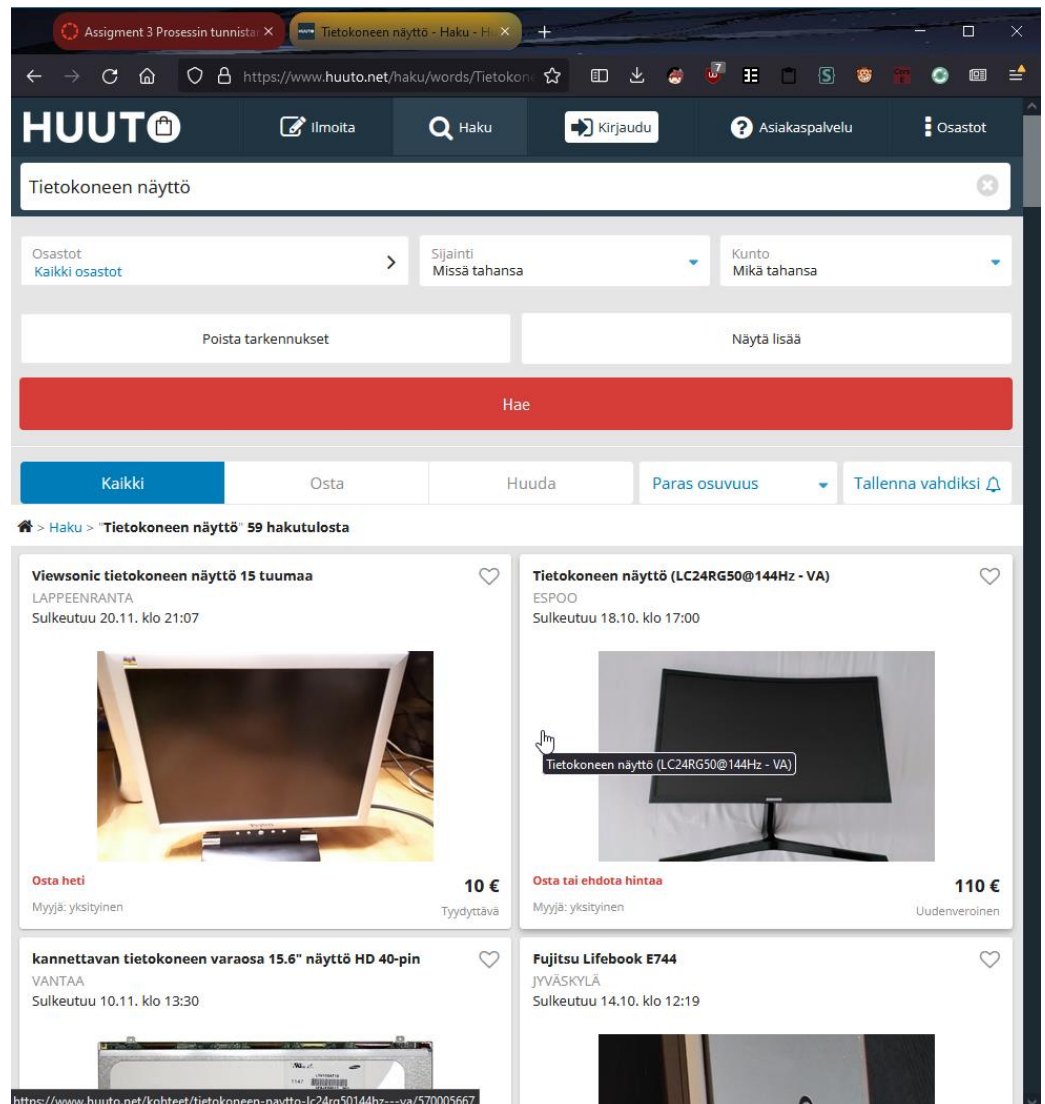 Assigment 3 Prosessin tunnista
Tietokoneen näyttö - Haku - H
https://www.huuto.net/haku/words/Tietokon
7
HUUTO
Ilmoita
Haku
Kirjaudu
Asiakaspalvelu
Osastot
Tietokoneen näyttö
Osastot
Kaikki osastot
Sijainti
Missä tahansa
Kunto
Mikä tahansa
Poista tarkennukset
Näytä lisää
Hae
Kaikki
Osta
Huuda
Paras osuvuus
Tallenna vahdiksi
> Haku > "Tietokoneen näyttö" 59 hakutulosta
Viewsonic tietokoneen näyttö 15 tuumaa
LAPPEENRANTA
Sulkeutuu 20.11. klo 21:07
Osta heti
10 €
Myyjä: yksityinen
Tyydyttävä
Tietokoneen näyttö (LC24RG50@144Hz - VA)
ESPOO
Sulkeutuu 18.10. klo 17:00
Tietokoneen näyttö (LC24RG50@144Hz - VA)
Osta tai ehdota hintaa
110 €
Myyjä: yksityinen
Uudenveroinen
kannettavan tietokoneen varaosa 15.6" näyttö HD 40-pin
VANTAA
Sulkeutuu 10.11. klo 13:30
Fujitsu Lifebook E744
JYVÄSKYLÄ
Sulkeutuu 14.10. klo 12:19
https://www.huuto.net/kohteet/tietokoneen-naytto-lc24rg50144hz---va/570005667